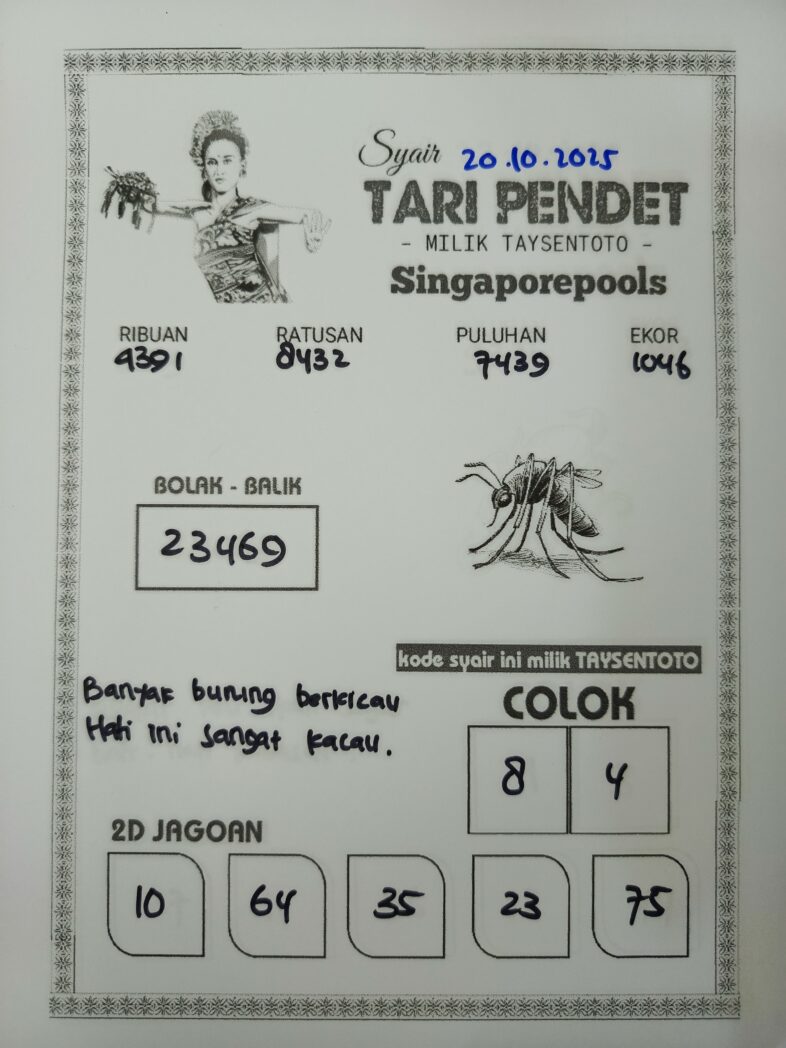 Syair 20.10.2025
TARI PENDET
- MILIK TAYSENTOTO -
Singaporepools
RIBUAN RATUSAN PULUHAN EKOR
9391 8432 7439 1046
BOLAK - BALIK
23469
kode syair ini milik TAYSENTOTO
Banyak burung berkicau
Hati ini sangat kacau.
COLOK
8 4
2D JAGOAN
10 64 35 23 75